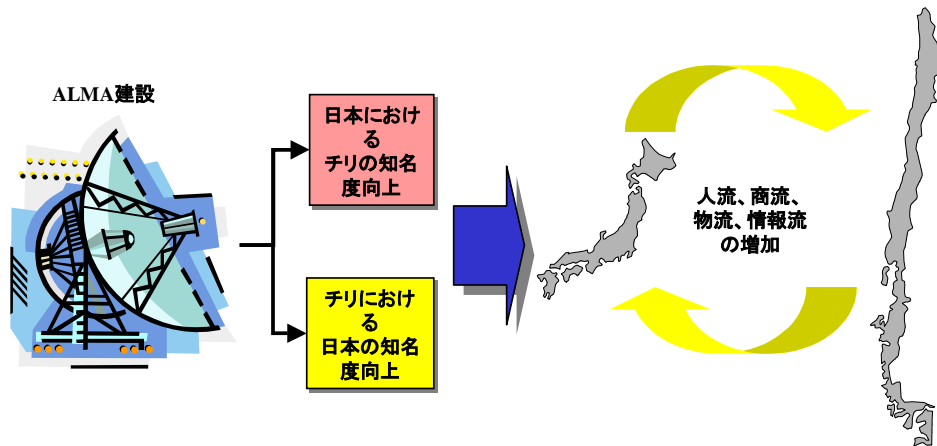 ALMA建設
日本におけ
る
チリの知名
度向上
チリにおけ
る
日本の知名
度向上
人流、商流、
物流、情報流
の増加